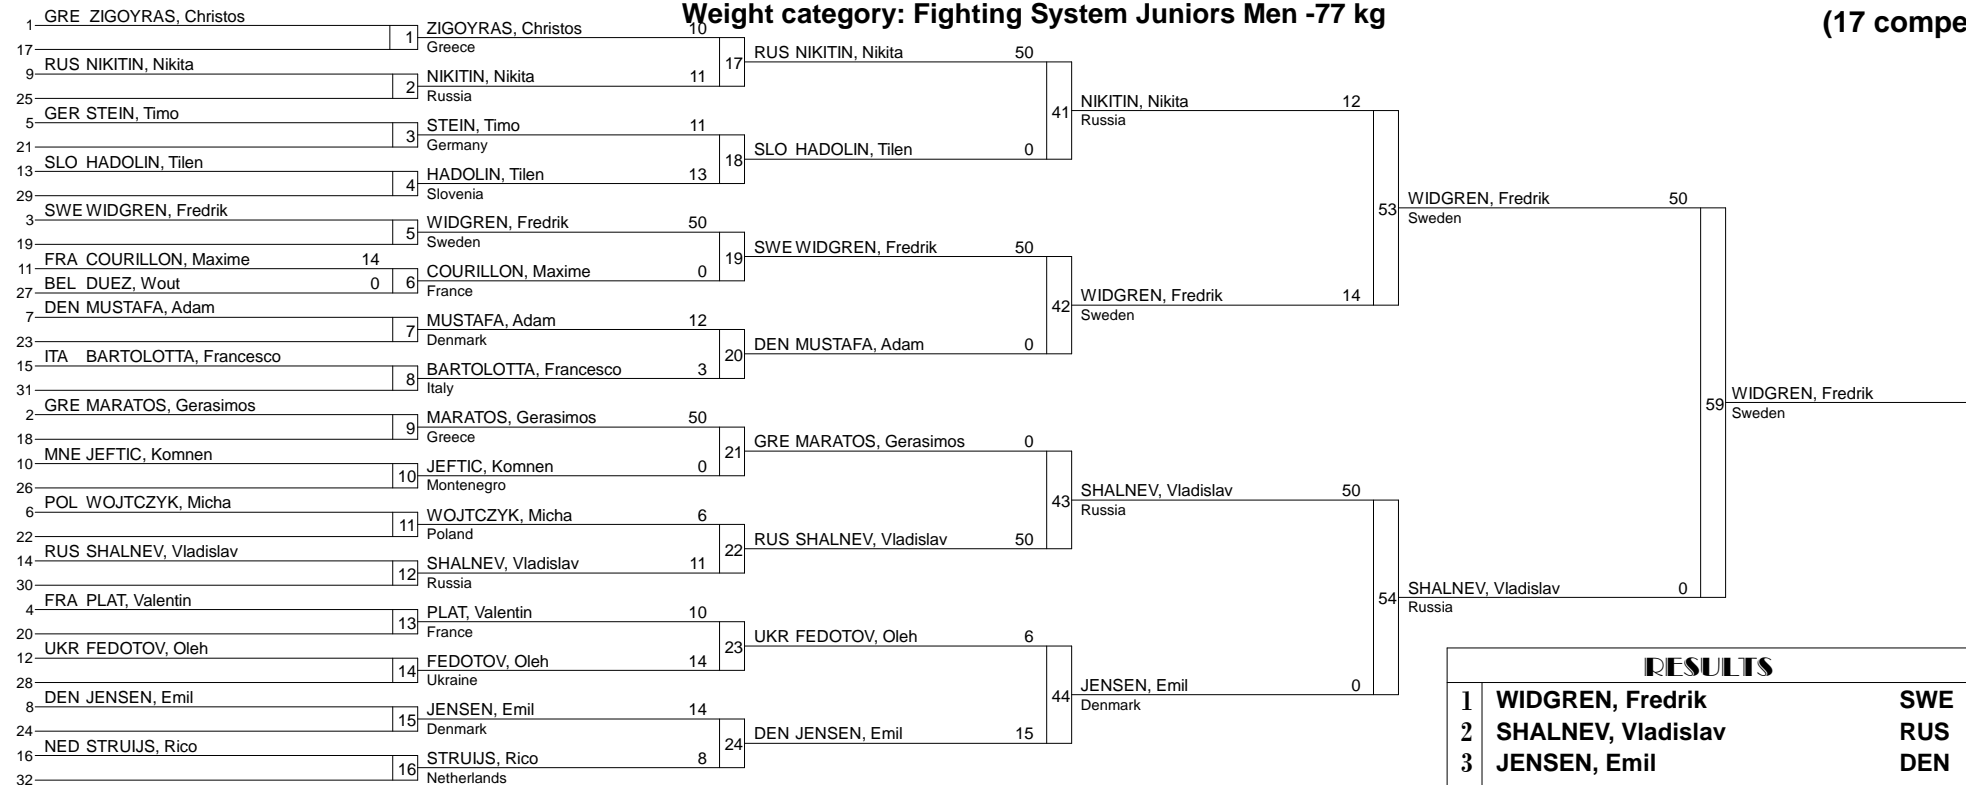 Weight category: Fighting System Juniors Men -77 kg
(17 compe
1 GRE ZIGOYRAS, Christos
17
1 ZIGOYRAS, Christos 10
Greece
9 RUS NIKITIN, Nikita
25
2 NIKITIN, Nikita 11
Russia
17 RUS NIKITIN, Nikita 50
5 GER STEIN, Timo
21
3 STEIN, Timo 11
Germany
13 SLO HADOLIN, Tilen
29
4 HADOLIN, Tilen 13
Slovenia
18 SLO HADOLIN, Tilen 0
41 NIKITIN, Nikita 12
Russia
3 SWE WIDGREN, Fredrik
19
5 WIDGREN, Fredrik 50
Sweden
11 FRA COURILLON, Maxime 14
27 BEL DUEZ, Wout 0
6 COURILLON, Maxime 0
France
19 SWE WIDGREN, Fredrik 50
7 DEN MUSTAFA, Adam
23
7 MUSTAFA, Adam 12
Denmark
15 ITA BARTOLOTTA, Francesco
31
8 BARTOLOTTA, Francesco 3
Italy
20 DEN MUSTAFA, Adam 0
42 WIDGREN, Fredrik 14
Sweden
53 WIDGREN, Fredrik 50
Sweden
2 GRE MARATOS, Gerasimos
18
9 MARATOS, Gerasimos 50
Greece
10 MNE JEFTIC, Komnen
26
10 JEFTIC, Komnen 0
Montenegro
21 GRE MARATOS, Gerasimos 0
6 POL WOJTCZYK, Micha
22
11 WOJTCZYK, Micha 6
Poland
14 RUS SHALNEV, Vladislav
30
12 SHALNEV, Vladislav 11
Russia
22 RUS SHALNEV, Vladislav 50
43 SHALNEV, Vladislav 50
Russia
4 FRA PLAT, Valentin
20
13 PLAT, Valentin 10
France
12 UKR FEDOTOV, Oleh
28
14 FEDOTOV, Oleh 14
Ukraine
23 UKR FEDOTOV, Oleh 6
8 DEN JENSEN, Emil
24
15 JENSEN, Emil 14
Denmark
16 NED STRUIJS, Rico
32
16 STRUIJS, Rico 8
Netherlands
24 DEN JENSEN, Emil 15
44 JENSEN, Emil 0
Denmark
54 SHALNEV, Vladislav 0
Russia
59 WIDGREN, Fredrik
Sweden
RESULTS
1 WIDGREN, Fredrik SWE
2 SHALNEV, Vladislav RUS
3 JENSEN, Emil DEN